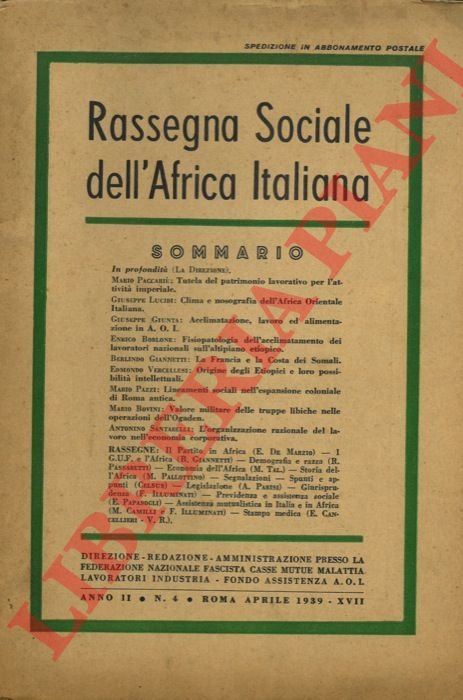 SPEDIZIONE IN ABBONAMENTO POSTALE
Rassegna Sociale
dell'Africa Italiana
SOMMARIO
In profondità (LA DIREZIONE).
MARIO PACCARIÈ: Tutela del patrimonio lavorativo per l'at-
tività imperiale.
GIUSEPPE LUCIDI: Clima e nosografia dell'Africa Orientale
Italiana.
GIUSEPPE GIUNTA: Acclimatazione, lavoro ed alimenta-
zione in A. O. I.
ENRICO BORLONE: Fisiopatologia dell'acclimatamento dei
lavoratori nazionali sull'altipiano etiopico.
BERLINDO GIANNETTI: La Francia e la Costa dei Somali.
EDMONDO VERCELLESI: Origine degli Etiopici e loro possi-
bilità intellettuali.
MARIO PAZZI: Lineamenti sociali nell'espansione coloniale
di Roma antica.
MARIO BOVINI: Valore militare delle truppe libiche nelle
operazioni dell'Ogaden.
ANTONINO SANTARELLI: L'organizzazione razionale del la-
voro nell'economia corporativa.
RASSEGNE: Il Partito in Africa (E. DE MARZIO) — I
G.U.F. e l'Africa (B. GIANNETTI) — Demografia e razza (R.
PASSARETTI) — Economia dell'Africa (M. TAL.) — Storia del-
l'Africa (M. PALLOTTINO) — Segnalazioni — Spunti e ap-
punti (CELSUS) — Legislazione (A. PARISI) — Giurispru-
denza (F. ILLUMINATI) — Previdenza e assistenza sociale
(E. PAPAROCLI) — Assistenza mutualistica in Italia e in Africa
(M. CAMILLI - F. ILLUMINATI) — Stampa medica (E. CAN-
CELLIERI - V. R.).
DIREZIONE - REDAZIONE - AMMINISTRAZIONE PRESSO LA
FEDERAZIONE NAZIONALE FASCISTA CASSE MUTUE MALATTIA
LAVORATORI INDUSTRIA - FONDO ASSISTENZA A.O.I.
ANNO II • N. 4 • ROMA APRILE 1939 - XVII
LIBRERIA PIANI
LIBRERIA PIANI